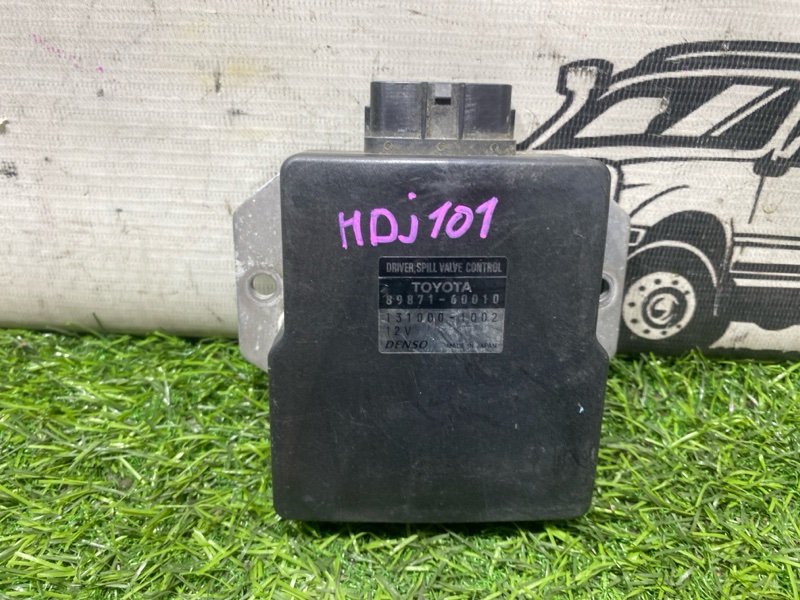 HDJ101
DRIVER, SPILL VALVE CONTROL
TOYOTA
89871-60010
131000-1002
12V
DENSO MADE IN JAPAN